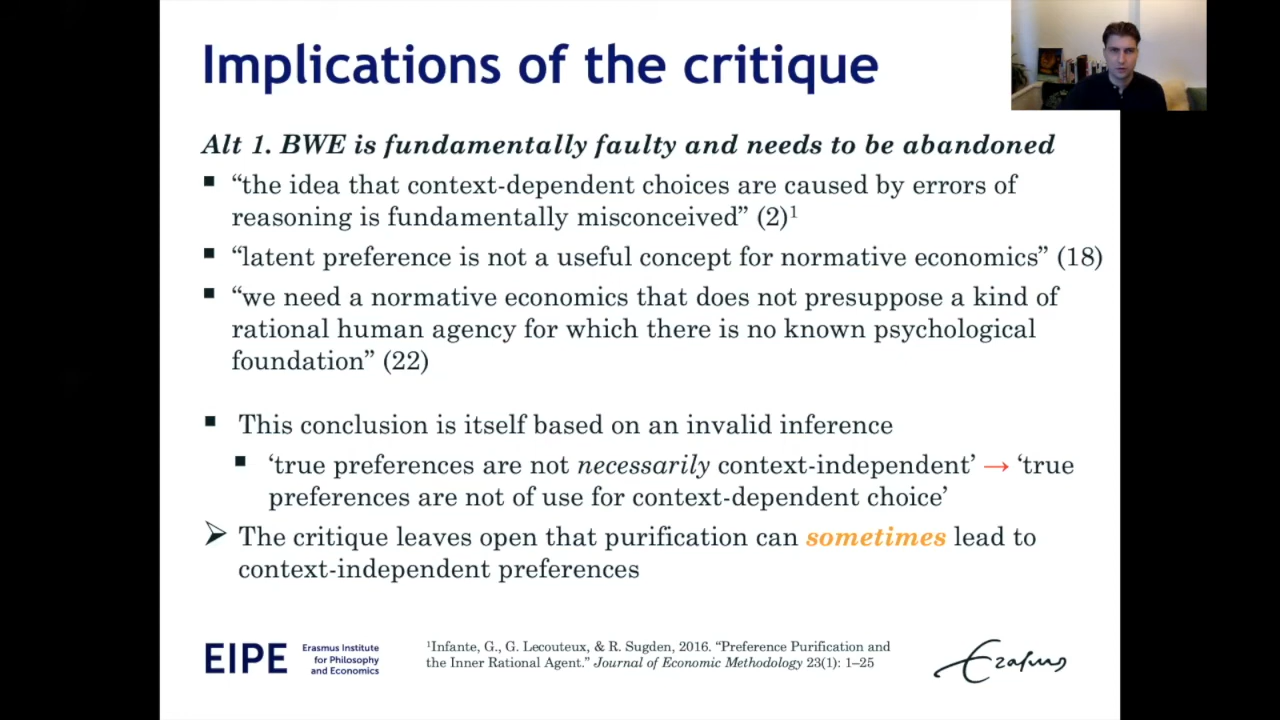 Implications of the critique
Alt 1. BWE is fundamentally faulty and needs to be abandoned
▪ “the idea that context-dependent choices are caused by errors of
reasoning is fundamentally misconceived” (2)¹
▪ “latent preference is not a useful concept for normative economics” (18)
▪ “we need a normative economics that does not presuppose a kind of
rational human agency for which there is no known psychological
foundation” (22)
▪ This conclusion is itself based on an invalid inference
▪ ‘true preferences are not necessarily context-independent’ → ‘true
preferences are not of use for context-dependent choice’
➢ The critique leaves open that purification can sometimes lead to
context-independent preferences
EIPE
Erasmus Institute
for Philosophy
and Economics
¹Infante, G., G. Lecouteux, & R. Sugden, 2016. “Preference Purification and
the Inner Rational Agent.” Journal of Economic Methodology 23(1): 1–25
Erasmus